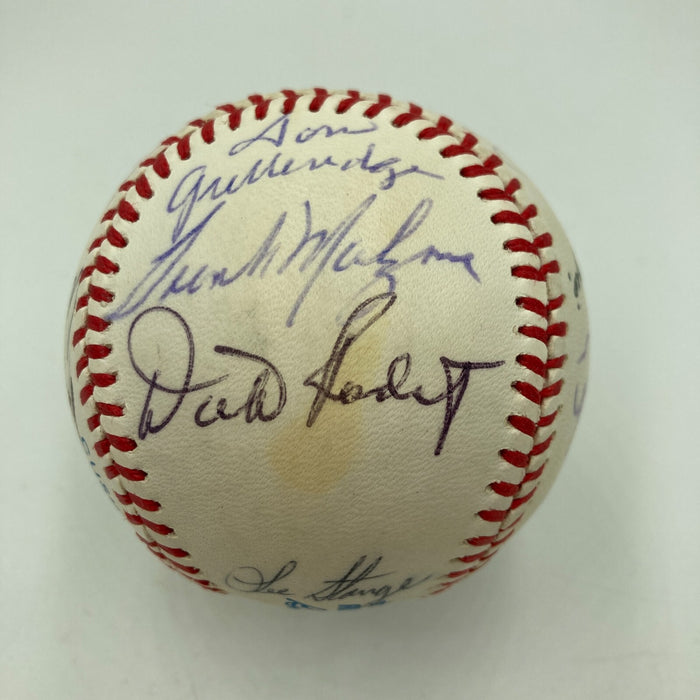 Don
Gutteridge
Frank Malzone
Dick Radatz
Lee Stange